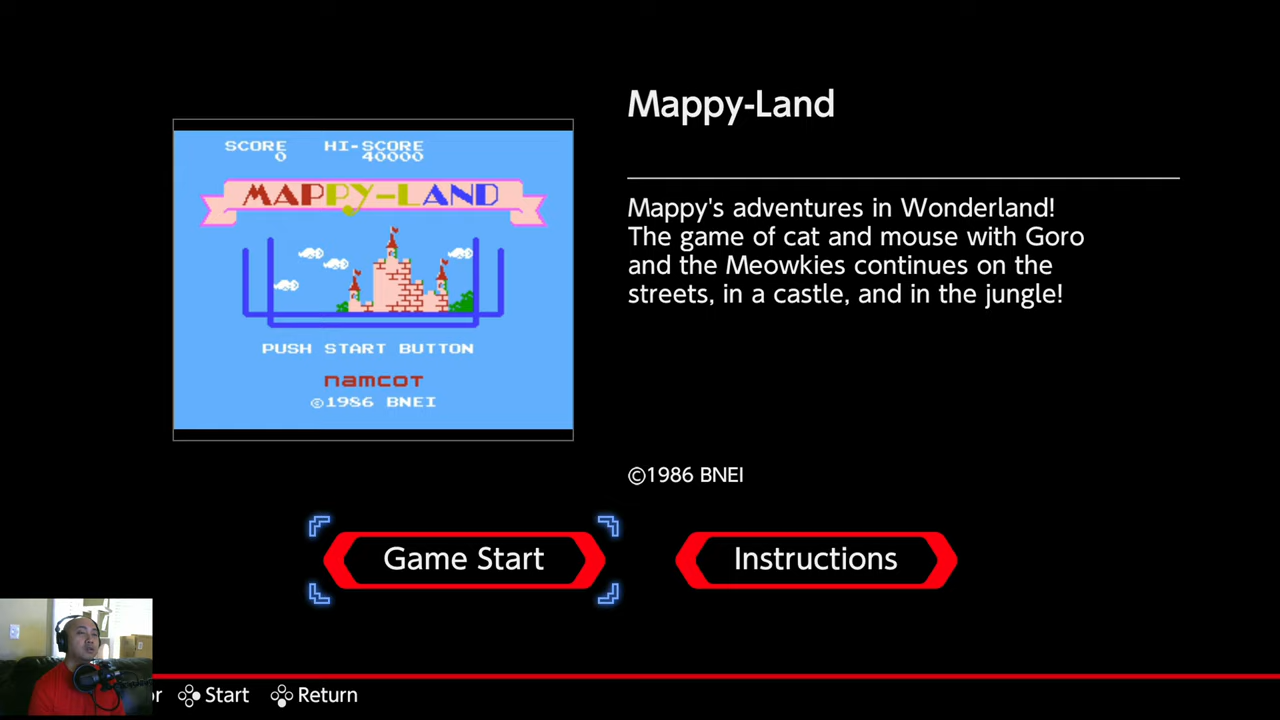 Mappy-Land
SCORE HI-SCORE
0 40000
MAPPY-LAND
PUSH START BUTTON
namcot
©1986 BNEI
Mappy's adventures in Wonderland!
The game of cat and mouse with Goro
and the Meowkies continues on the
streets, in a castle, and in the jungle!
©1986 BNEI
Game Start
Instructions
Start Return